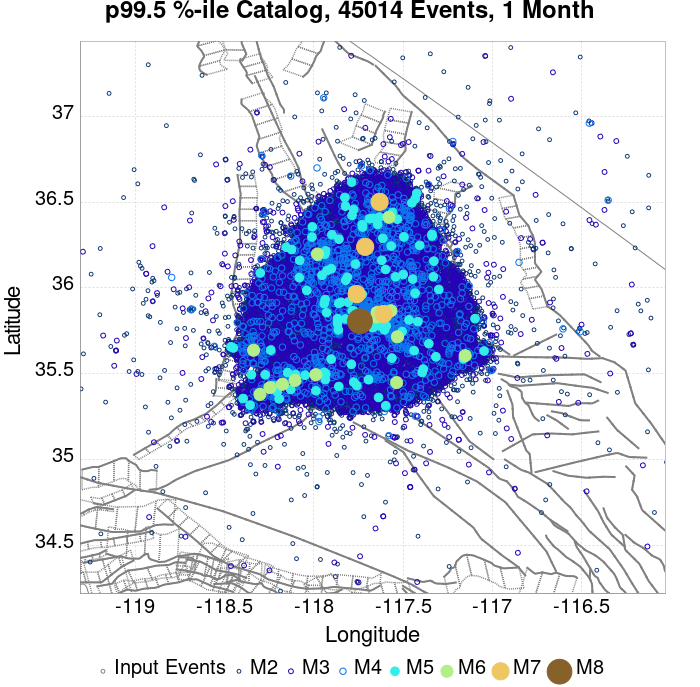 p99.5 %-ile Catalog, 45014 Events, 1 Month
37
36.5
36
35.5
35
34.5
Latitude
-119 -118.5 -118 -117.5 -117 -116.5
Longitude
Input Events M2 M3 M4 M5 M6 M7 M8